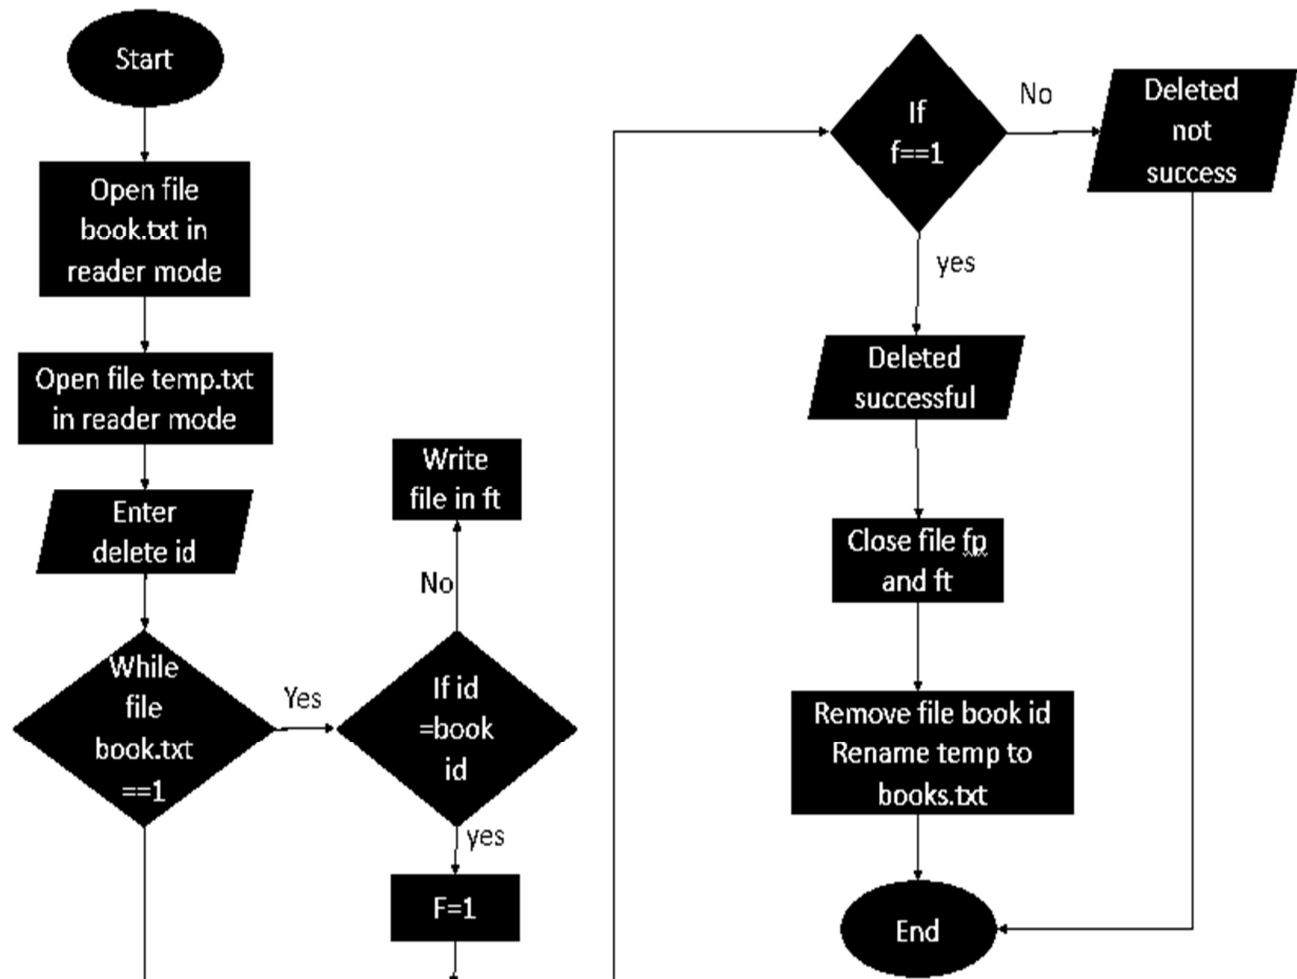 Start
Open file
book.txt in
reader mode
Open file temp.txt
in reader mode
Enter
delete id
While
file
book.txt
==1
Yes
If id
=book
id
No
Write
file in ft
yes
F=1
If
f==1
No
Deleted
not
success
yes
Deleted
successful
Close file fp
and ft
Remove file book id
Rename temp to
books.txt
End